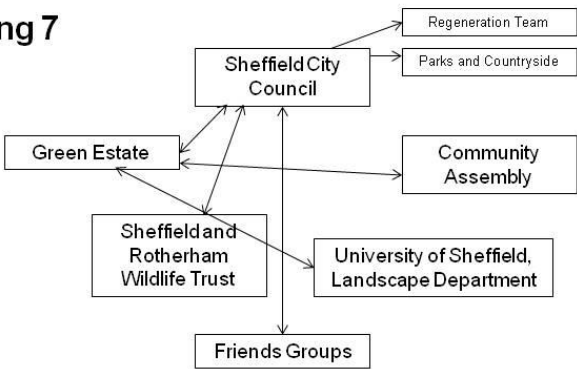 ng 7
Regeneration Team
Parks and Countryside
Sheffield City
Council
Green Estate
Community
Assembly
Sheffield and
Rotherham
Wildlife Trust
University of Sheffield,
Landscape Department
Friends Groups